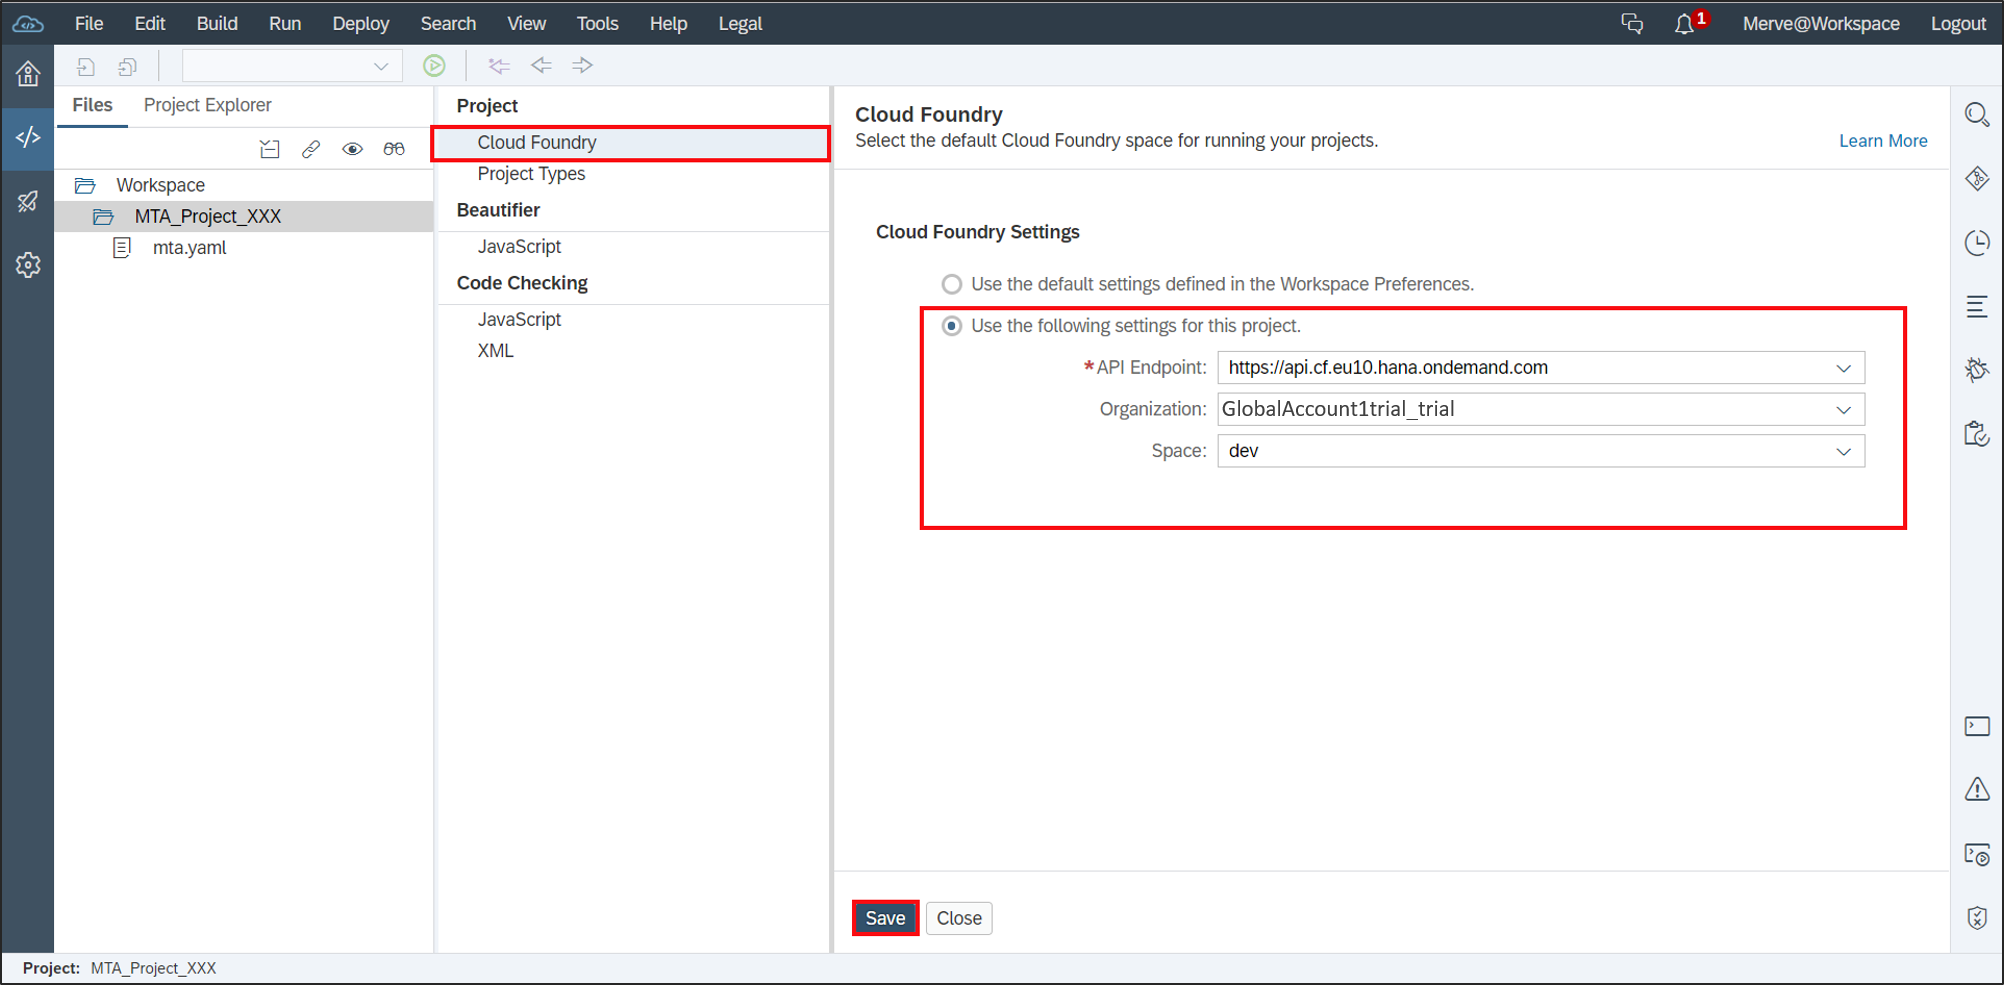 File Edit Build Run Deploy Search View Tools Help Legal 1 Merve@Workspace Logout
Files Project Explorer
Workspace
MTA_Project_XXX
mta.yaml
Project
Cloud Foundry
Project Types
Beautifier
JavaScript
Code Checking
JavaScript
XML
Cloud Foundry
Select the default Cloud Foundry space for running your projects.
Learn More
Cloud Foundry Settings
Use the default settings defined in the Workspace Preferences.
Use the following settings for this project.
*API Endpoint: https://api.cf.eu10.hana.ondemand.com
Organization: GlobalAccount1trial_trial
Space: dev
Save Close
Project: MTA_Project_XXX